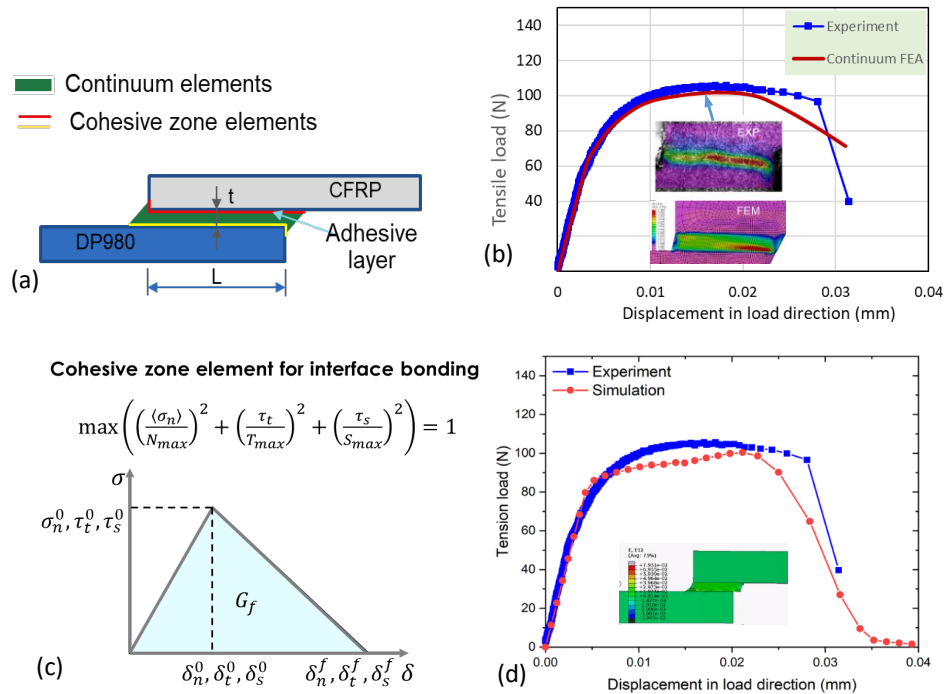 (a)
Continuum elements
Cohesive zone elements
CFRP
t
DP980
Adhesive
layer
L
(b)
Tensile load (N)
140
120
100
80
60
40
Experiment
Continuum FEA
EXP
FEM
0
0.01
0.02
0.03
0.04
Displacement in load direction (mm)
Cohesive zone element for interface bonding
max((⟨σₙ⟩/Nₘₐₓ)² + (τₜ/Tₘₐₓ)² + (τₛ/Sₘₐₓ)²) = 1
σ
σₙ⁰, τₜ⁰, τₛ⁰
G_f
δₙ⁰, δₜ⁰, δₛ⁰ δₙᶠ, δₜᶠ, δₛᶠ δ
(c)
Tension load (N)
140
120
100
80
60
40
20
0
Experiment
Simulation
E, E12
(Avg: 75%)
0.00
0.01
0.02
0.03
0.04
Displacement in load direction (mm)
(d)